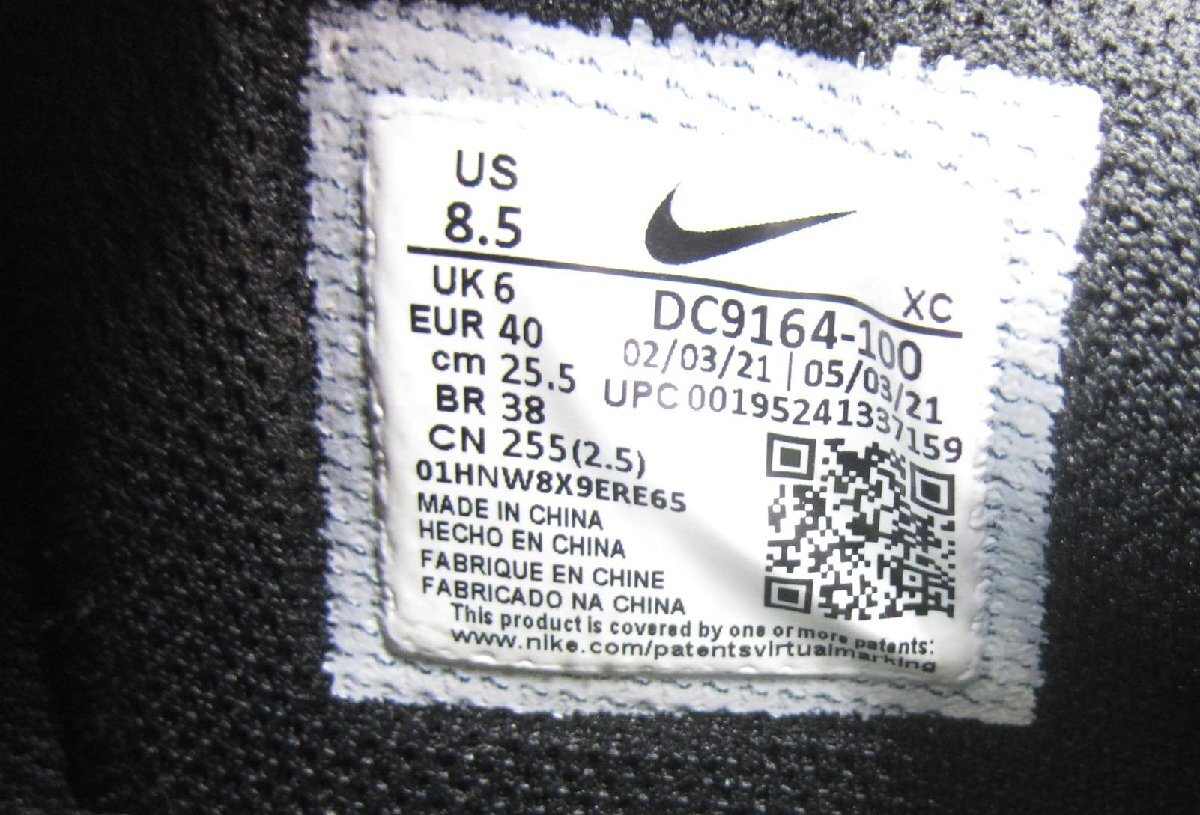 US
8.5
XC
UK 6
EUR 40
cm 25.5
BR 38
CN 255(2.5)
DC9164-100
02/03/21 | 05/03/21
UPC 00195241337159
01HNW8X9ERE65
MADE IN CHINA
HECHO EN CHINA
FABRIQUE EN CHINE
FABRICADO NA CHINA
This product is covered by one or more patents:
www.nike.com/patentsvirtualmarking